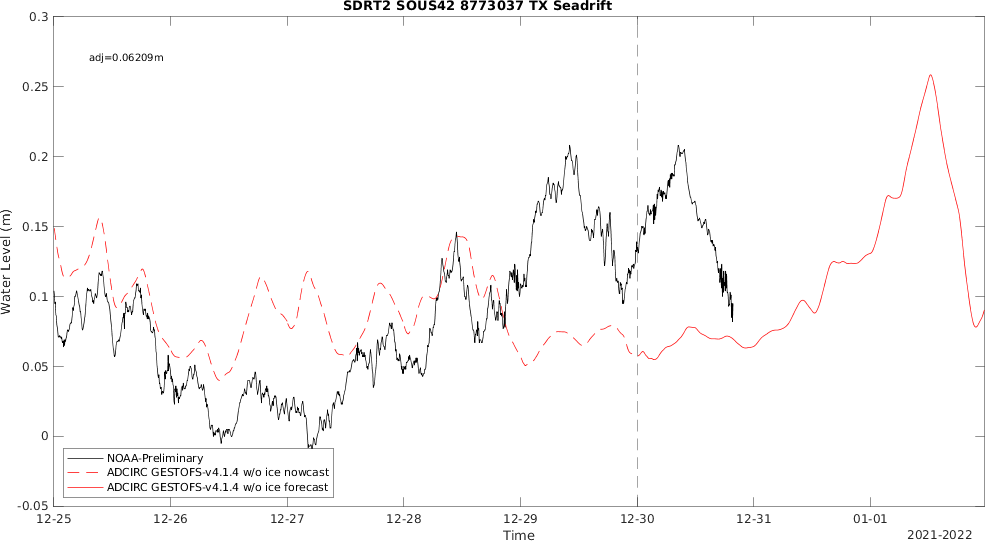 SDRT2 SOUS42 8773037 TX Seadrift
0.3
adj=0.06209m
0.25
0.2
0.15
0.1
0.05
0
-0.05
Water Level (m)
NOAA-Preliminary
ADCIRC GESTOFS-v4.1.4 w/o ice nowcast
ADCIRC GESTOFS-v4.1.4 w/o ice forecast
12-25 12-26 12-27 12-28 12-29 12-30 12-31 01-01
Time
2021-2022